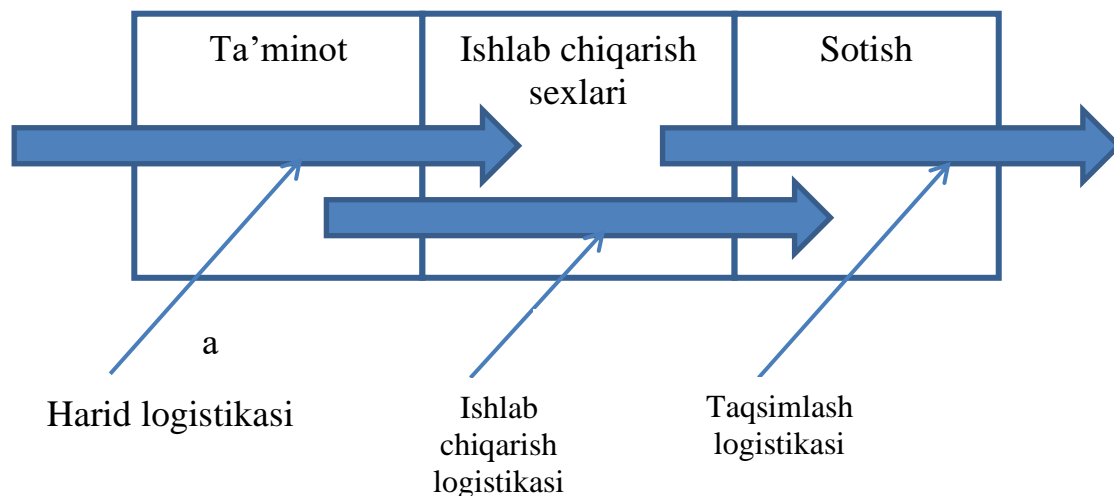 Ta’minot
Ishlab chiqarish
sexlari
Sotish
a
Harid logistikasi
Ishlab
chiqarish
logistikasi
Taqsimlash
logistikasi